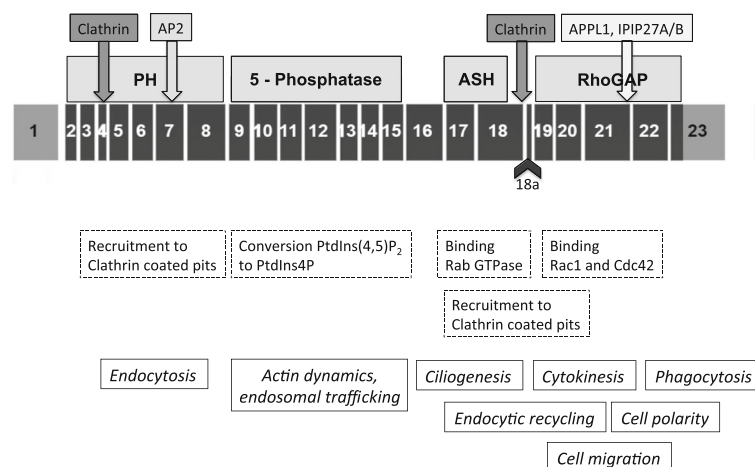 Clathrin AP2 Clathrin APPL1, IPIP27A/B
PH 5 - Phosphatase ASH RhoGAP
1 2 3 4 5 6 7 8 9 10 11 12 13 14 15 16 17 18 19 20 21 22 23
18a
Recruitment to
Clathrin coated pits
Conversion PtdIns(4,5)P2
to PtdIns4P
Binding
Rab GTPase
Binding
Rac1 and Cdc42
Recruitment to
Clathrin coated pits
Endocytosis
Actin dynamics,
endosomal trafficking
Ciliogenesis
Cytokinesis
Phagocytosis
Endocytic recycling
Cell polarity
Cell migration